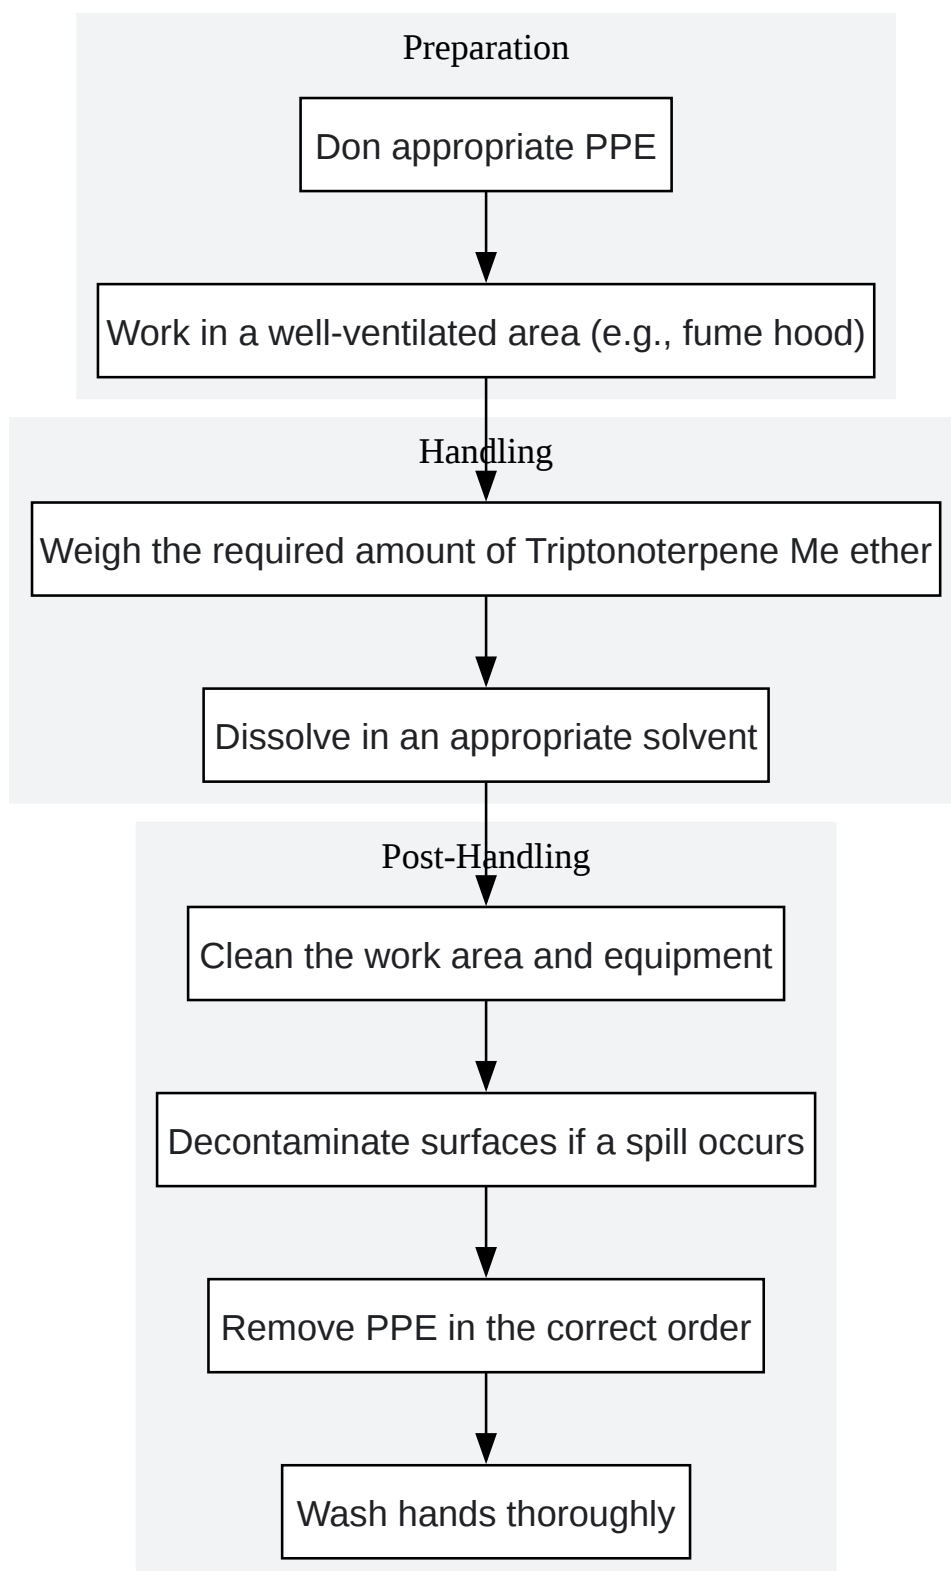 Preparation
Don appropriate PPE
Work in a well-ventilated area (e.g., fume hood)
Handling
Weigh the required amount of Triptonoterpene Me ether
Dissolve in an appropriate solvent
Post-Handling
Clean the work area and equipment
Decontaminate surfaces if a spill occurs
Remove PPE in the correct order
Wash hands thoroughly